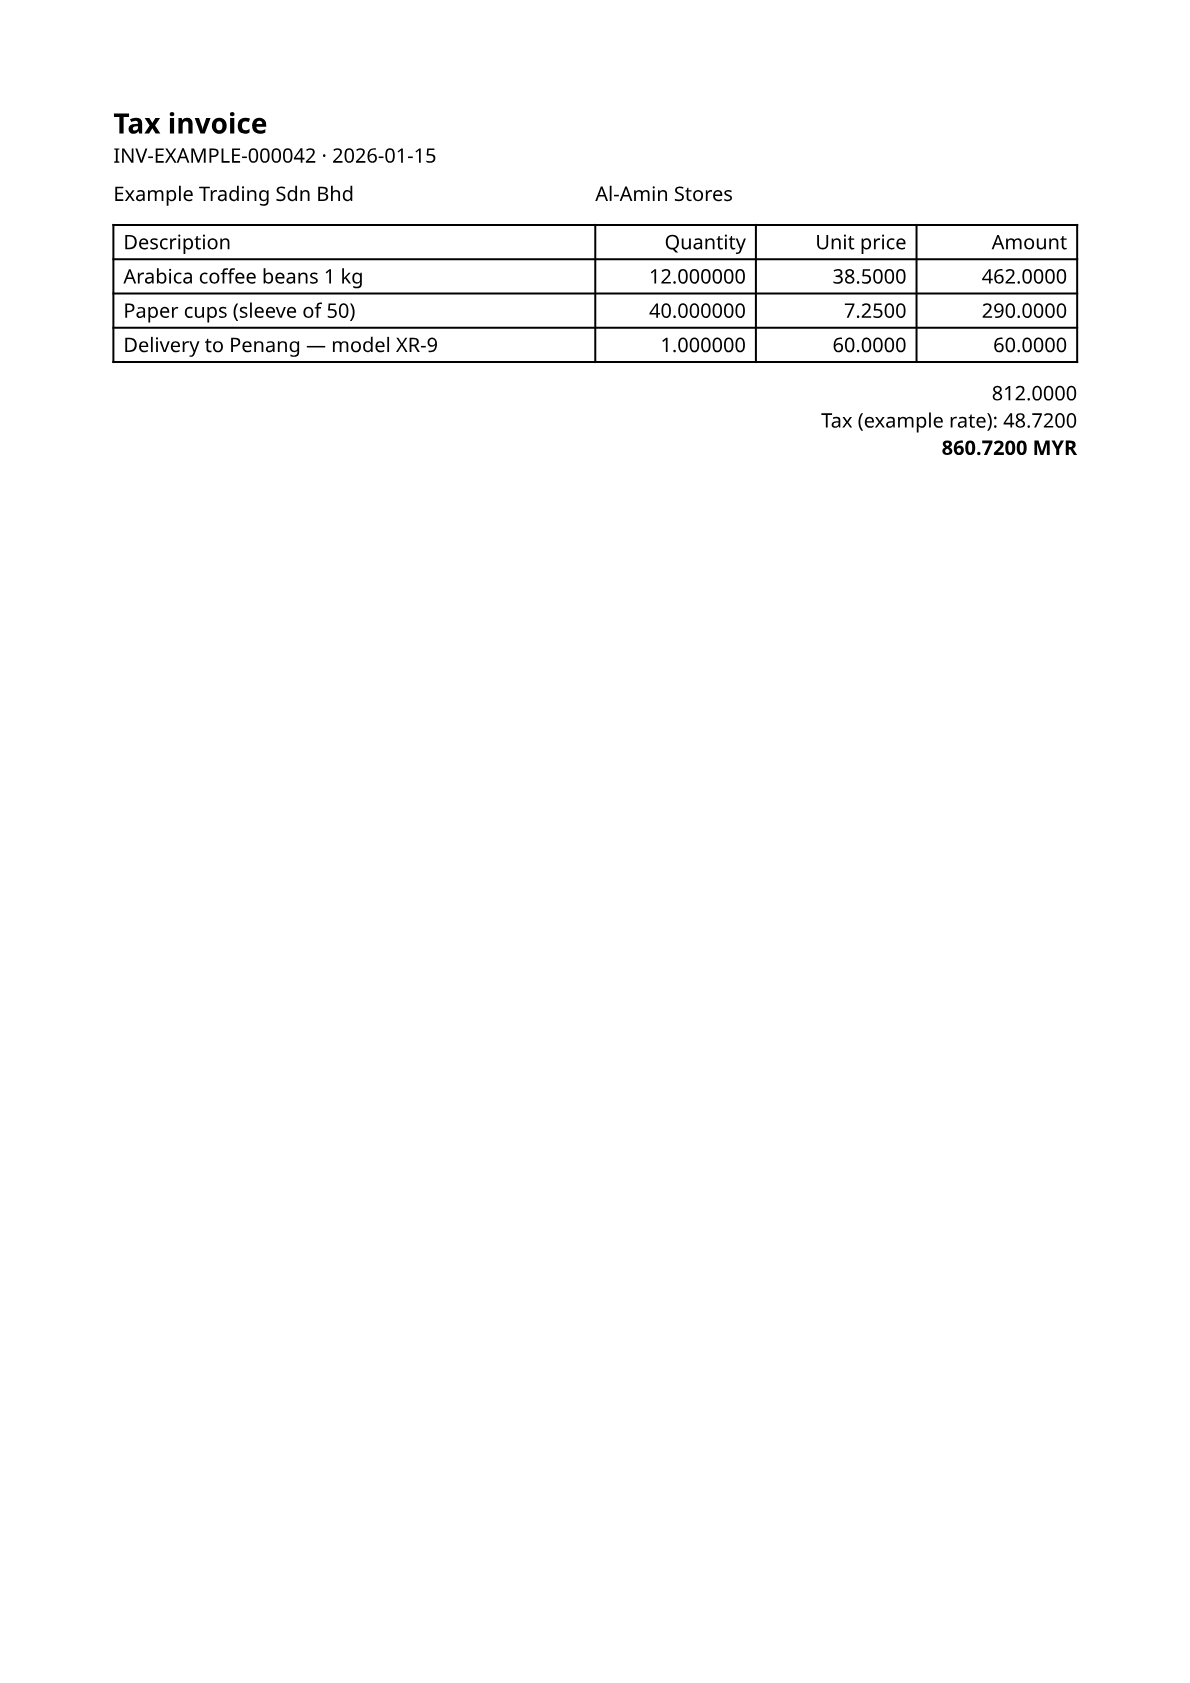 Tax invoice
INV-EXAMPLE-000042 · 2026-01-15
Example Trading Sdn Bhd Al-Amin Stores
Description Quantity Unit price Amount
Arabica coffee beans 1 kg 12.000000 38.5000 462.0000
Paper cups (sleeve of 50) 40.000000 7.2500 290.0000
Delivery to Penang — model XR-9 1.000000 60.0000 60.0000
812.0000
Tax (example rate): 48.7200
860.7200 MYR